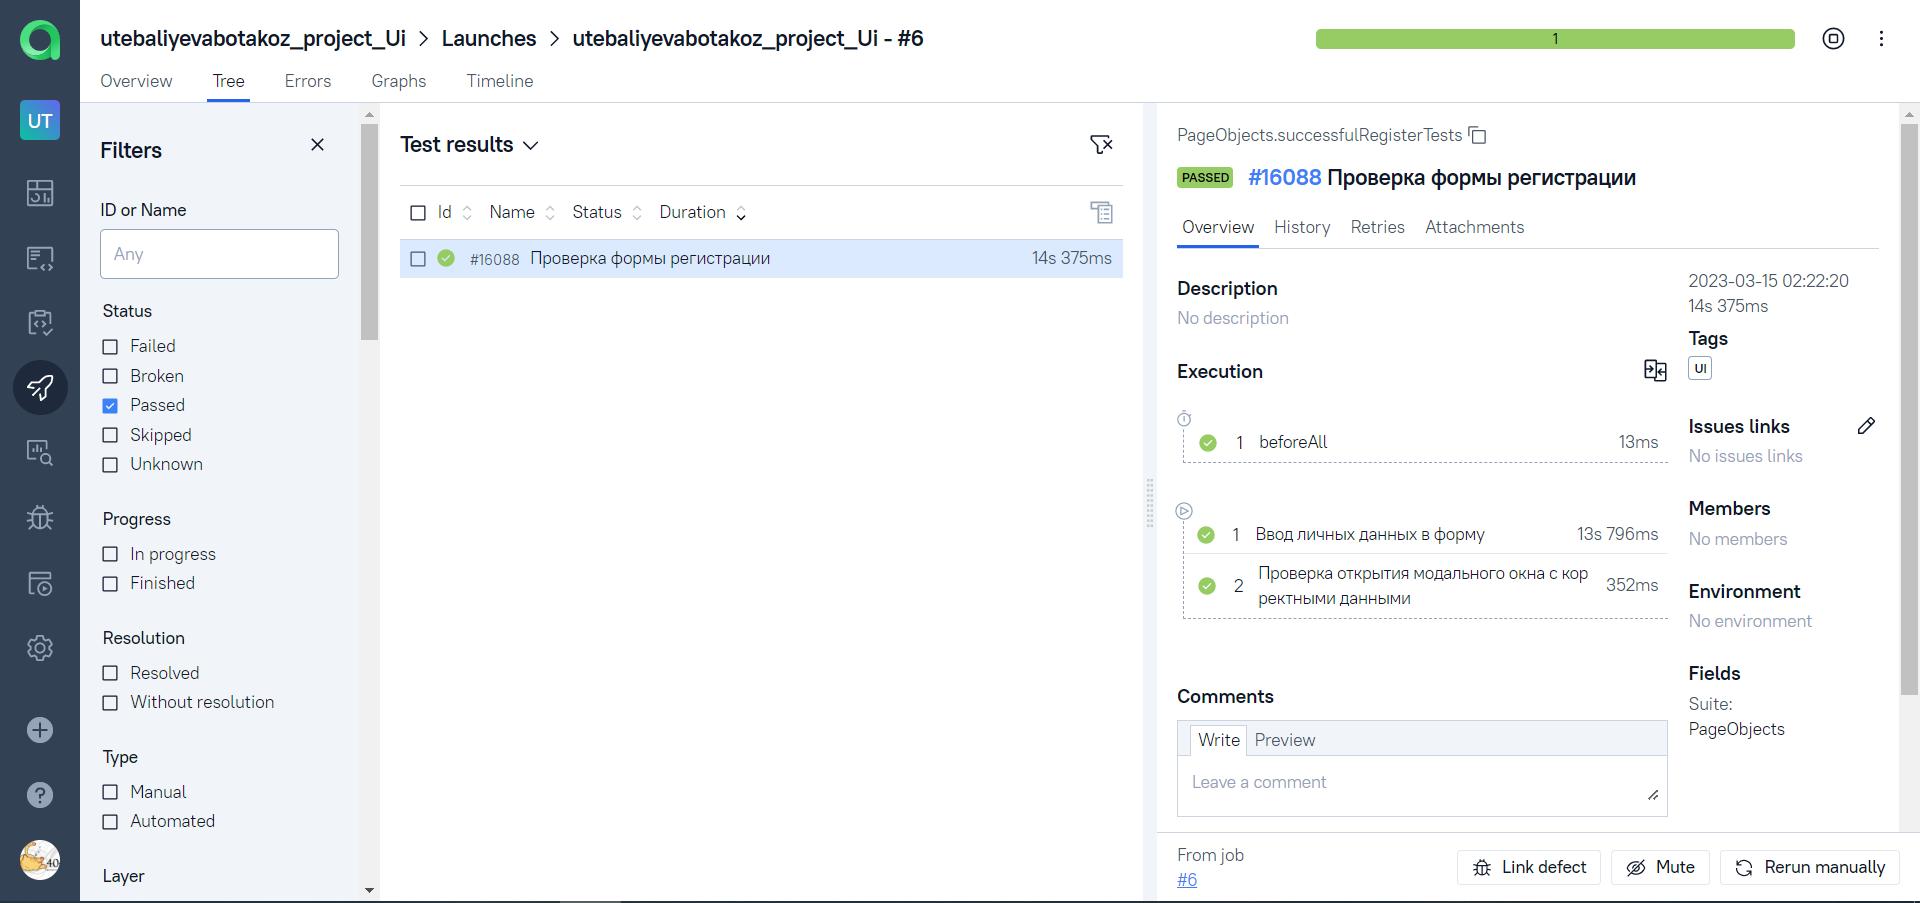 utebaliyevabotakoz_project_Ui > Launches > utebaliyevabotakoz_project_Ui - #6
1
Overview Tree Errors Graphs Timeline
UT
Filters
ID or Name
Any
Status
Failed
Broken
Passed
Skipped
Unknown
Progress
In progress
Finished
Resolution
Resolved
Without resolution
Type
Manual
Automated
Layer
Test results
Id Name Status Duration
#16088 Проверка формы регистрации 14s 375ms
PageObjects.successfulRegisterTests
PASSED #16088 Проверка формы регистрации
Overview History Retries Attachments
Description
No description
Execution
1 beforeAll 13ms
1 Ввод личных данных в форму 13s 796ms
2 Проверка открытия модального окна с кор
ректными данными 352ms
Comments
Write Preview
Leave a comment
2023-03-15 02:22:20
14s 375ms
Tags
UI
Issues links
No issues links
Members
No members
Environment
No environment
Fields
Suite:
PageObjects
From job
#6
Link defect Mute Rerun manually
40